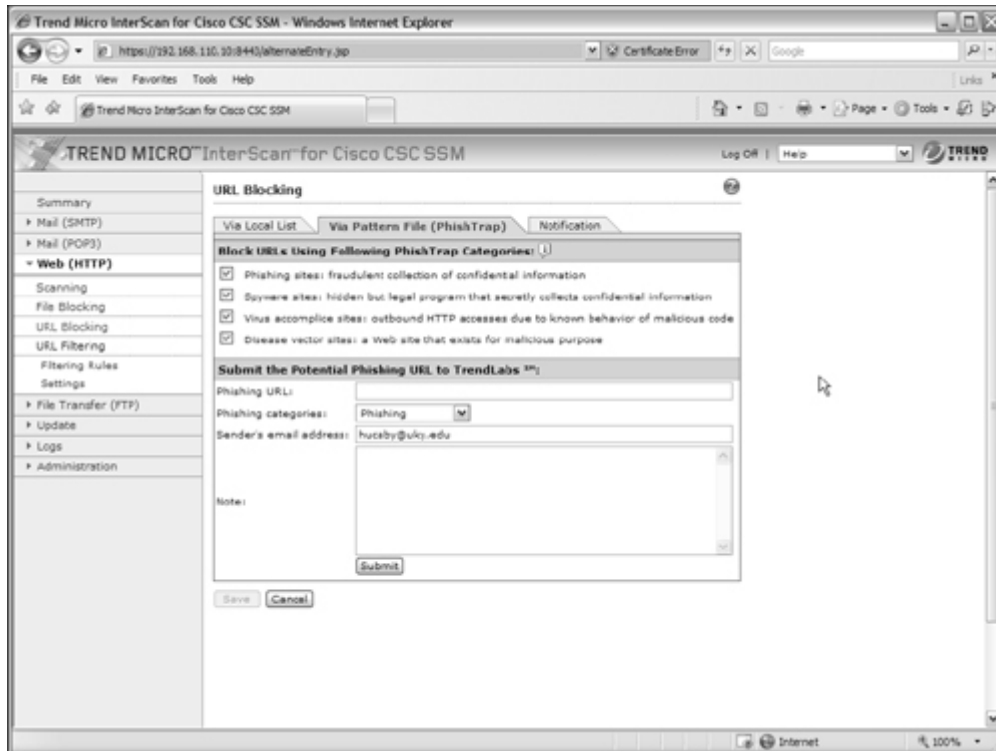 Trend Micro InterScan for Cisco CSC SSM - Windows Internet Explorer
https://192.168.110.10:8443/alternateEntry.jsp
Certificate Error
Google
File Edit View Favorites Tools Help
Links
Trend Micro InterScan for Cisco CSC SSM
Page Tools
TREND MICRO™ InterScan™ for Cisco CSC SSM
Log Off | Help
TREND MICRO
Summary
Mail (SMTP)
Mail (POP3)
Web (HTTP)
Scanning
File Blocking
URL Blocking
URL Filtering
Filtering Rules
Settings
File Transfer (FTP)
Update
Logs
Administration
URL Blocking
Via Local List
Via Pattern File (PhishTrap)
Notification
Block URLs Using Following PhishTrap Categories:
Phishing sites: fraudulent collection of confidential information
Spyware sites: hidden but legal program that secretly collects confidential information
Virus accomplice sites: outbound HTTP accesses due to known behavior of malicious code
Disease vector sites: a Web site that exists for malicious purpose
Submit the Potential Phishing URL to TrendLabs SM:
Phishing URL:
Phishing categories: Phishing
Sender's email address: hucaby@uky.edu
Note:
Submit
Save Cancel
Internet
100%